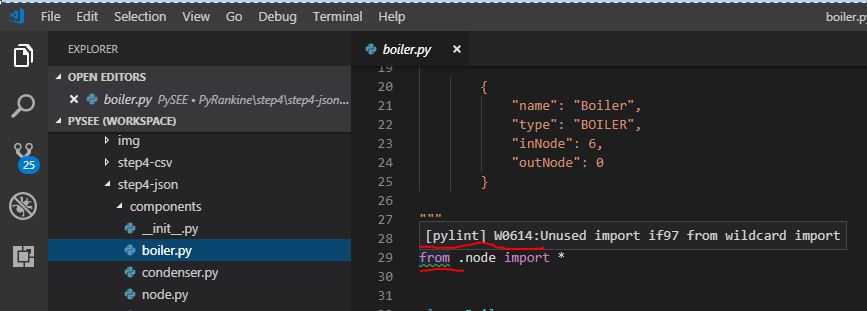 File Edit Selection View Go Debug Terminal Help boiler.p
EXPLORER
OPEN EDITORS
boiler.py PySEE • PyRankine\step4\step4-json...
PYSEE (WORKSPACE)
img
step4-csv
step4-json
components
__init__.py
boiler.py
condenser.py
node.py
25
boiler.py
19
20 {
21 "name": "Boiler",
22 "type": "BOILER",
23 "inNode": 6,
24 "outNode": 0
25 }
26
27 """
28 [pylint] W0614:Unused import if97 from wildcard import
29 from .node import *
30
31